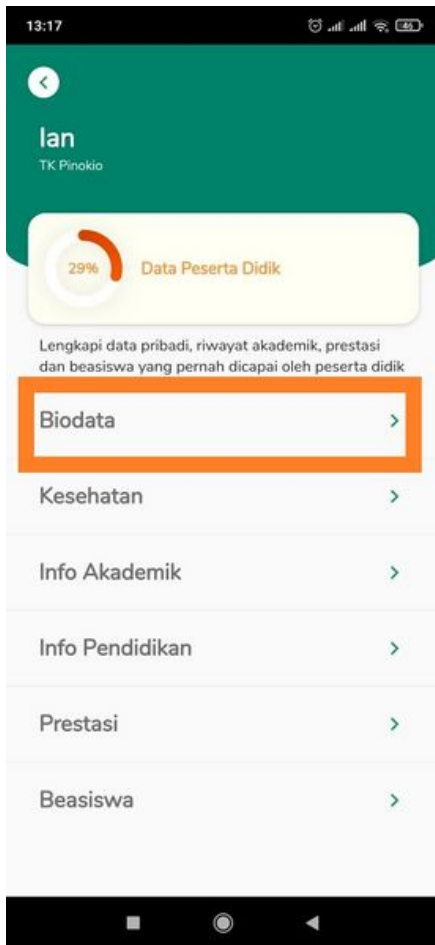 13:17
46
Ian
TK Pinokio
29%
Data Peserta Didik
Lengkapi data pribadi, riwayat akademik, prestasi
dan beasiswa yang pernah dicapai oleh peserta didik
Biodata
Kesehatan
Info Akademik
Info Pendidikan
Prestasi
Beasiswa